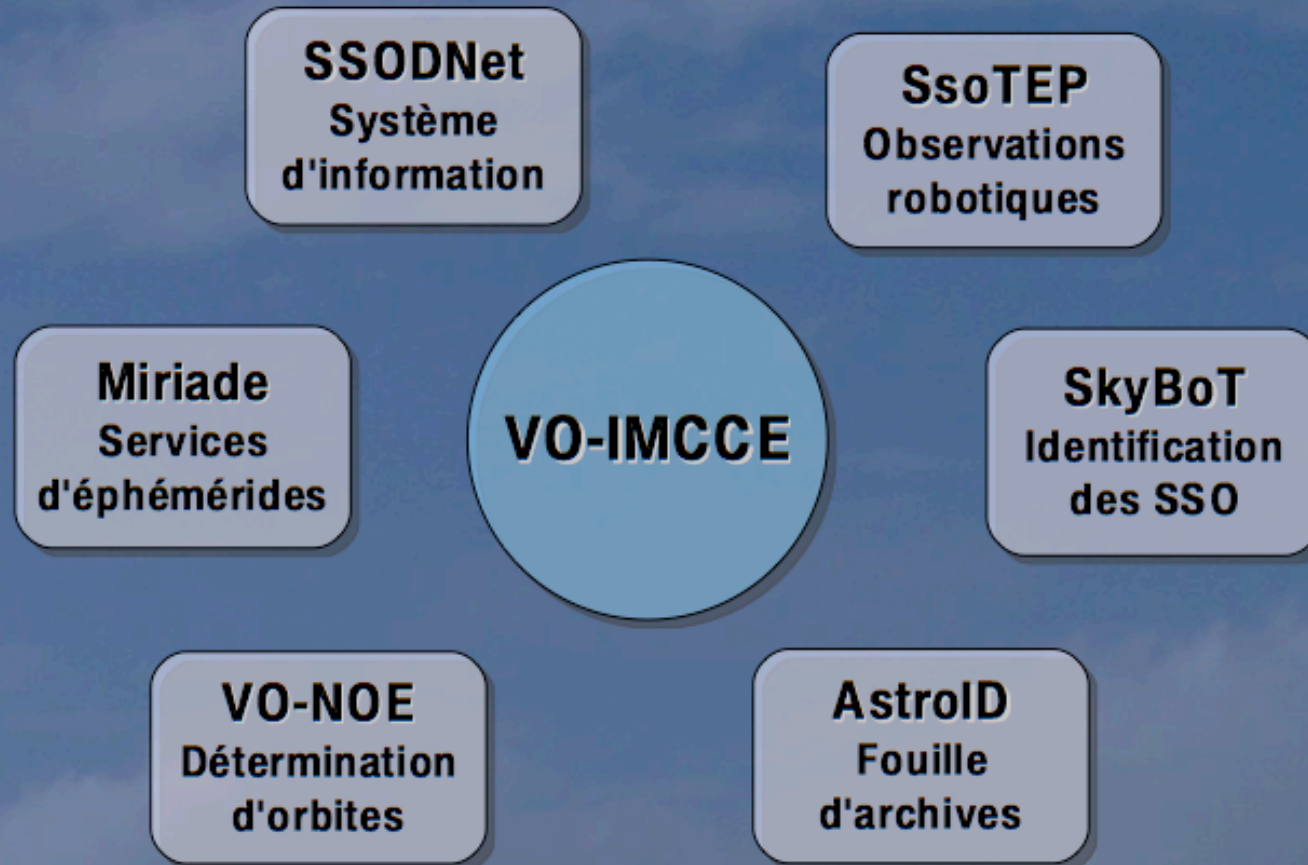 SSODNet
Système
d'information
SsoTEP
Observations
robotiques
Miriade
Services
d'éphémérides
VO-IMCCE
SkyBoT
Identification
des SSO
VO-NOE
Détermination
d'orbites
AstroID
Fouille
d'archives